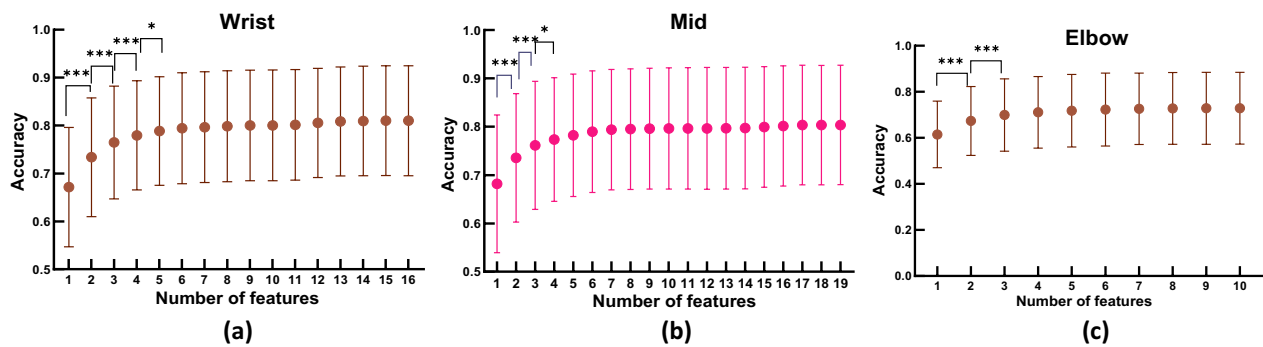 Wrist
***
***
***
*
Accuracy
1.0
0.9
0.8
0.7
0.6
0.5
1 2 3 4 5 6 7 8 9 10 11 12 13 14 15 16
Number of features
(a)
Mid
***
***
*
Accuracy
1.0
0.9
0.8
0.7
0.6
0.5
1 2 3 4 5 6 7 8 9 10 11 12 13 14 15 16 17 18 19
Number of features
(b)
Elbow
***
***
Accuracy
1.0
0.8
0.6
0.4
0.2
0.0
1 2 3 4 5 6 7 8 9 10
Number of features
(c)